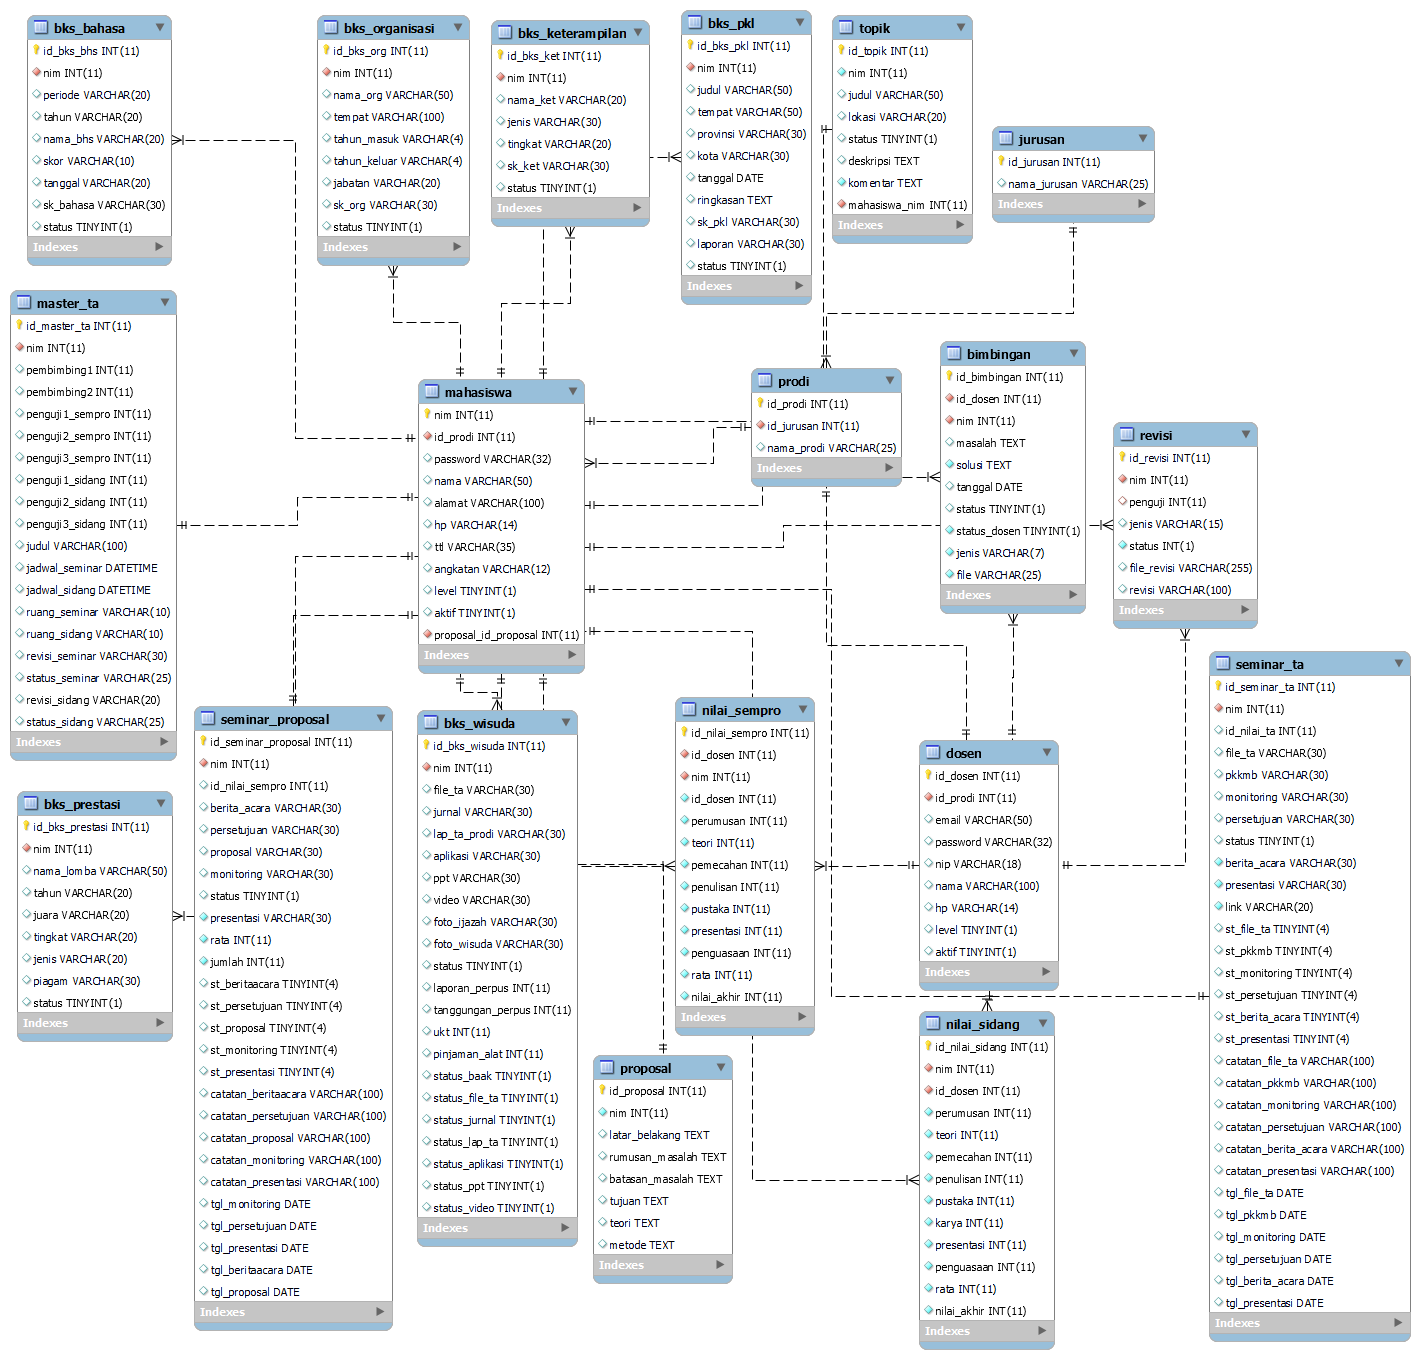 bks_bahasa
id_bks_bhs INT(11)
nim INT(11)
periode VARCHAR(20)
tahun VARCHAR(20)
nama_bhs VARCHAR(20)
skor VARCHAR(10)
tanggal VARCHAR(20)
sk_bahasa VARCHAR(30)
status TINYINT(1)
Indexes
bks_organisasi
id_bks_org INT(11)
nim INT(11)
nama_org VARCHAR(50)
tempat VARCHAR(100)
tahun_masuk VARCHAR(4)
tahun_keluar VARCHAR(4)
jabatan VARCHAR(20)
sk_org VARCHAR(30)
status TINYINT(1)
Indexes
bks_keterampilan
id_bks_ket INT(11)
nim INT(11)
nama_ket VARCHAR(20)
jenis VARCHAR(30)
tingkat VARCHAR(20)
sk_ket VARCHAR(30)
status TINYINT(1)
Indexes
bks_pkl
id_bks_pkl INT(11)
nim INT(11)
judul VARCHAR(50)
tempat VARCHAR(50)
provinsi VARCHAR(30)
kota VARCHAR(30)
tanggal DATE
ringkasan TEXT
sk_pkl VARCHAR(30)
laporan VARCHAR(30)
status TINYINT(1)
Indexes
topik
id_topik INT(11)
nim INT(11)
judul VARCHAR(50)
lokasi VARCHAR(20)
status TINYINT(1)
deskripsi TEXT
komentar TEXT
mahasiswa_nim INT(11)
Indexes
jurusan
id_jurusan INT(11)
nama_jurusan VARCHAR(25)
Indexes
master_ta
id_master_ta INT(11)
nim INT(11)
pembimbing1 INT(11)
pembimbing2 INT(11)
penguji1_sempro INT(11)
penguji2_sempro INT(11)
penguji3_sempro INT(11)
penguji1_sidang INT(11)
penguji2_sidang INT(11)
penguji3_sidang INT(11)
judul VARCHAR(100)
jadwal_seminar DATETIME
jadwal_sidang DATETIME
ruang_seminar VARCHAR(10)
ruang_sidang VARCHAR(10)
revisi_seminar VARCHAR(30)
status_seminar VARCHAR(25)
revisi_sidang VARCHAR(20)
status_sidang VARCHAR(25)
Indexes
mahasiswa
nim INT(11)
id_prodi INT(11)
password VARCHAR(32)
nama VARCHAR(50)
alamat VARCHAR(100)
hp VARCHAR(14)
ttl VARCHAR(35)
angkatan VARCHAR(12)
level TINYINT(1)
aktif TINYINT(1)
proposal_id_proposal INT(11)
Indexes
prodi
id_prodi INT(11)
id_jurusan INT(11)
nama_prodi VARCHAR(25)
Indexes
bimbingan
id_bimbingan INT(11)
id_dosen INT(11)
nim INT(11)
masalah TEXT
solusi TEXT
tanggal DATE
status TINYINT(1)
status_dosen TINYINT(1)
jenis VARCHAR(7)
file VARCHAR(25)
Indexes
revisi
id_revisi INT(11)
nim INT(11)
penguji INT(11)
jenis VARCHAR(15)
status INT(1)
file_revisi VARCHAR(255)
revisi VARCHAR(100)
Indexes
seminar_ta
id_seminar_ta INT(11)
nim INT(11)
id_nilai_ta INT(11)
file_ta VARCHAR(30)
pkkmb VARCHAR(30)
monitoring VARCHAR(30)
persetujuan VARCHAR(30)
status TINYINT(1)
berita_acara VARCHAR(30)
presentasi VARCHAR(30)
link VARCHAR(20)
st_file_ta TINYINT(4)
st_pkkmb TINYINT(4)
st_monitoring TINYINT(4)
st_persetujuan TINYINT(4)
st_berita_acara TINYINT(4)
st_presentasi TINYINT(4)
catatan_file_ta VARCHAR(100)
catatan_pkkmb VARCHAR(100)
catatan_monitoring VARCHAR(100)
catatan_persetujuan VARCHAR(100)
catatan_berita_acara VARCHAR(100)
catatan_presentasi VARCHAR(100)
tgl_file_ta DATE
tgl_pkkmb DATE
tgl_monitoring DATE
tgl_persetujuan DATE
tgl_berita_acara DATE
tgl_presentasi DATE
Indexes
bks_prestasi
id_bks_prestasi INT(11)
nim INT(11)
nama_lomba VARCHAR(50)
tahun VARCHAR(20)
juara VARCHAR(20)
tingkat VARCHAR(20)
jenis VARCHAR(20)
piagam VARCHAR(30)
status TINYINT(1)
Indexes
seminar_proposal
id_seminar_proposal INT(11)
nim INT(11)
id_nilai_sempro INT(11)
berita_acara VARCHAR(30)
persetujuan VARCHAR(30)
proposal VARCHAR(30)
monitoring VARCHAR(30)
status TINYINT(1)
presentasi VARCHAR(30)
rata INT(11)
jumlah INT(11)
st_beritaacara TINYINT(4)
st_persetujuan TINYINT(4)
st_proposal TINYINT(4)
st_monitoring TINYINT(4)
st_presentasi TINYINT(4)
catatan_beritaacara VARCHAR(100)
catatan_persetujuan VARCHAR(100)
catatan_proposal VARCHAR(100)
catatan_monitoring VARCHAR(100)
catatan_presentasi VARCHAR(100)
tgl_monitoring DATE
tgl_persetujuan DATE
tgl_presentasi DATE
tgl_beritaacara DATE
tgl_proposal DATE
Indexes
bks_wisuda
id_bks_wisuda INT(11)
nim INT(11)
file_ta VARCHAR(30)
jurnal VARCHAR(30)
lap_ta_prodi VARCHAR(30)
aplikasi VARCHAR(30)
ppt VARCHAR(30)
video VARCHAR(30)
foto_ijazah VARCHAR(30)
foto_wisuda VARCHAR(30)
status TINYINT(1)
laporan_perpus INT(11)
tanggungan_perpus INT(11)
ukt INT(11)
pinjaman_alat INT(11)
status_baak TINYINT(1)
status_file_ta TINYINT(1)
status_jurnal TINYINT(1)
status_lap_ta TINYINT(1)
status_aplikasi TINYINT(1)
status_ppt TINYINT(1)
status_video TINYINT(1)
Indexes
nilai_sempro
id_nilai_sempro INT(11)
id_dosen INT(11)
nim INT(11)
id_dosen INT(11)
perumusan INT(11)
teori INT(11)
pemecahan INT(11)
penulisan INT(11)
pustaka INT(11)
presentasi INT(11)
penguasaan INT(11)
rata INT(11)
nilai_akhir INT(11)
Indexes
proposal
id_proposal INT(11)
nim INT(11)
latar_belakang TEXT
rumusan_masalah TEXT
batasan_masalah TEXT
tujuan TEXT
teori TEXT
metode TEXT
Indexes
dosen
id_dosen INT(11)
id_prodi INT(11)
email VARCHAR(50)
password VARCHAR(32)
nip VARCHAR(18)
nama VARCHAR(100)
hp VARCHAR(14)
level TINYINT(1)
aktif TINYINT(1)
Indexes
nilai_sidang
id_nilai_sidang INT(11)
nim INT(11)
id_dosen INT(11)
perumusan INT(11)
teori INT(11)
pemecahan INT(11)
penulisan INT(11)
pustaka INT(11)
karya INT(11)
presentasi INT(11)
penguasaan INT(11)
rata INT(11)
nilai_akhir INT(11)
Indexes